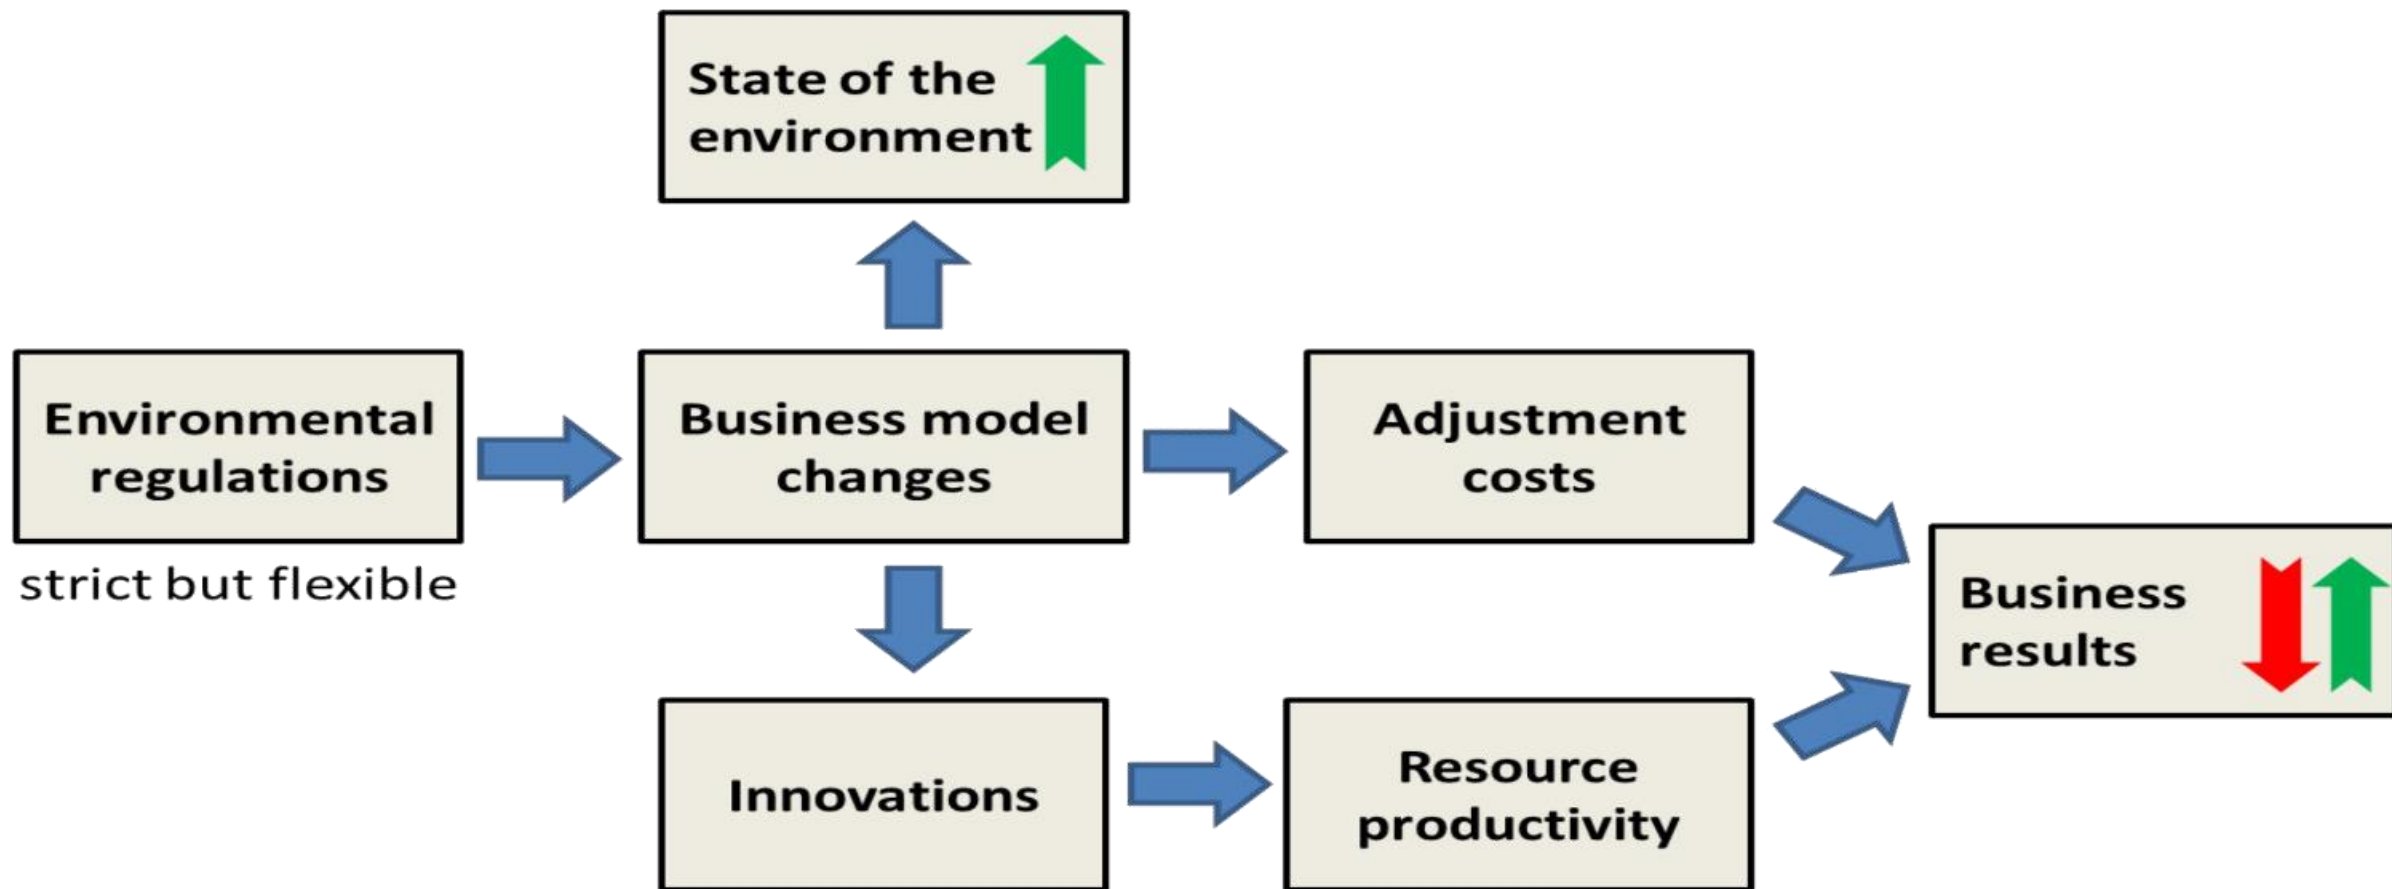 State of the
environment
Environmental
regulations
strict but flexible
Business model
changes
Adjustment
costs
Business
results
Innovations
Resource
productivity